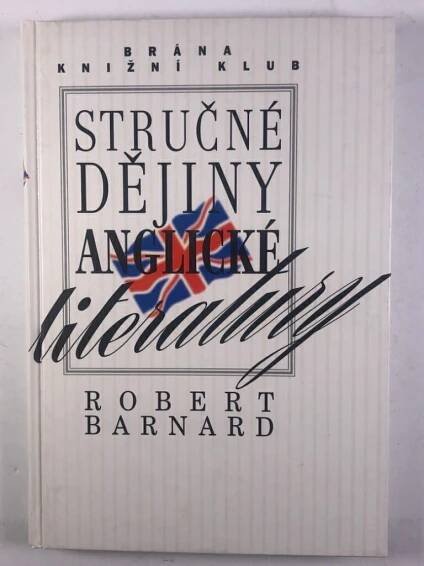 BRÁNA
KNIŽNÍ KLUB
STRUČNÉ
DĚJINY
ANGLICKÉ
literatury
ROBERT
BARNARD